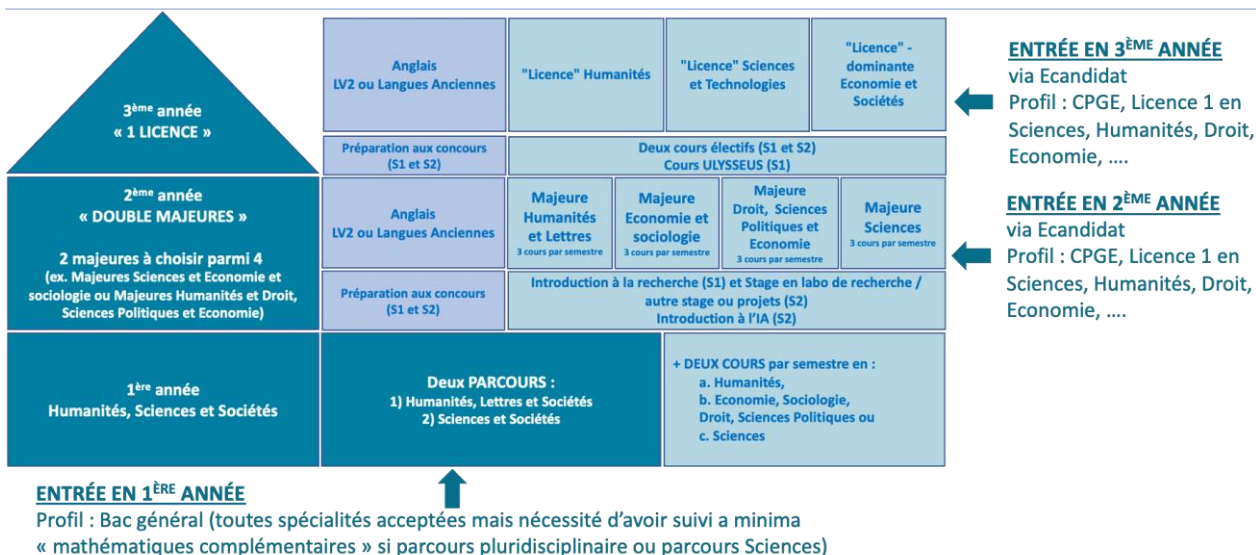 3ème année
« 1 LICENCE »
Anglais
LV2 ou Langues Anciennes
"Licence" Humanités
"Licence" Sciences
et Technologies
"Licence" -
dominante
Economie et
Sociétés
Préparation aux concours
(S1 et S2)
Deux cours électifs (S1 et S2)
Cours ULYSSEUS (S1)
ENTRÉE EN 3ÈME ANNÉE
via Ecandidat
Profil : CPGE, Licence 1 en
Sciences, Humanités, Droit,
Economie, ....
2ème année
« DOUBLE MAJEURES »
2 majeures à choisir parmi 4
(ex. Majeures Sciences et Economie et
sociologie ou Majeures Humanités et Droit,
Sciences Politiques et Economie)
Anglais
LV2 ou Langues Anciennes
Majeure
Humanités
et Lettres
3 cours par semestre
Majeure
Economie et
sociologie
3 cours par semestre
Majeure
Droit, Sciences
Politiques et
Economie
3 cours par semestre
Majeure
Sciences
3 cours par semestre
Préparation aux concours
(S1 et S2)
Introduction à la recherche (S1) et Stage en labo de recherche /
autre stage ou projets (S2)
Introduction à l'IA (S2)
ENTRÉE EN 2ÈME ANNÉE
via Ecandidat
Profil : CPGE, Licence 1 en
Sciences, Humanités, Droit,
Economie, ....
1ère année
Humanités, Sciences et Sociétés
Deux PARCOURS :
1) Humanités, Lettres et Sociétés
2) Sciences et Sociétés
+ DEUX COURS par semestre en :
a. Humanités,
b. Economie, Sociologie,
Droit, Sciences Politiques ou
c. Sciences
ENTRÉE EN 1ÈRE ANNÉE
Profil : Bac général (toutes spécialités acceptées mais nécessité d'avoir suivi a minima
« mathématiques complémentaires » si parcours pluridisciplinaire ou parcours Sciences)